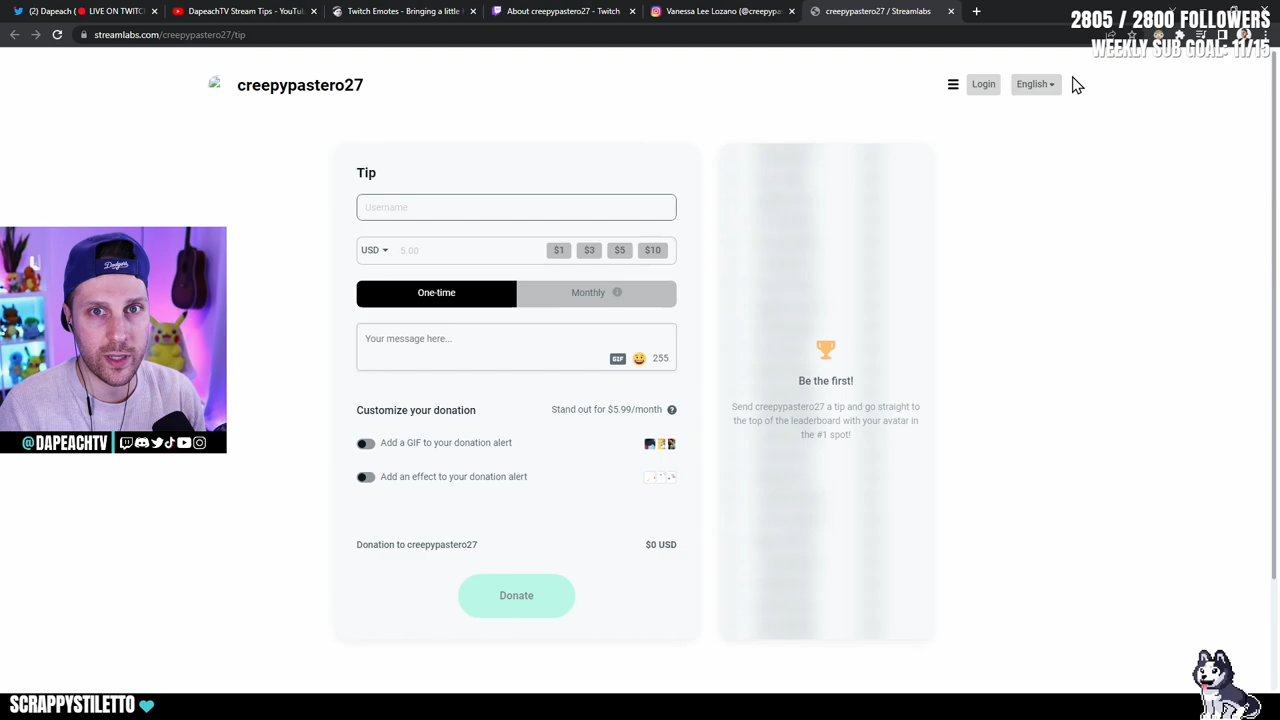 (2) Dapeach ( LIVE ON TWITCH )
Stream Tips - YouTube
Twitch Emotes - Bringing a little
About creepypastero27 - Twitch
Vanessa Lee Lozano (@creepyp
creepypastero27 / Streamlabs
2805 / 2800 FOLLOWERS
streamlabs.com/creepypastero27/tip
WEEKLY SUB GOAL: 11/15
creepypastero27
Login
English
Tip
Username
USD
5.00
$1
$3
$5
$10
One-time
Monthly
Your message here...
GIF
255
Be the first!
Send creepypastero27 a tip and go straight to
the top of the leaderboard with your avatar in
the #1 spot!
Customize your donation
Stand out for $5.99/month
Add a GIF to your donation alert
Add an effect to your donation alert
Donation to creepypastero27
$0 USD
Donate
Dodgers
@DAPEACHTV
SCRAPPYSTILETTO